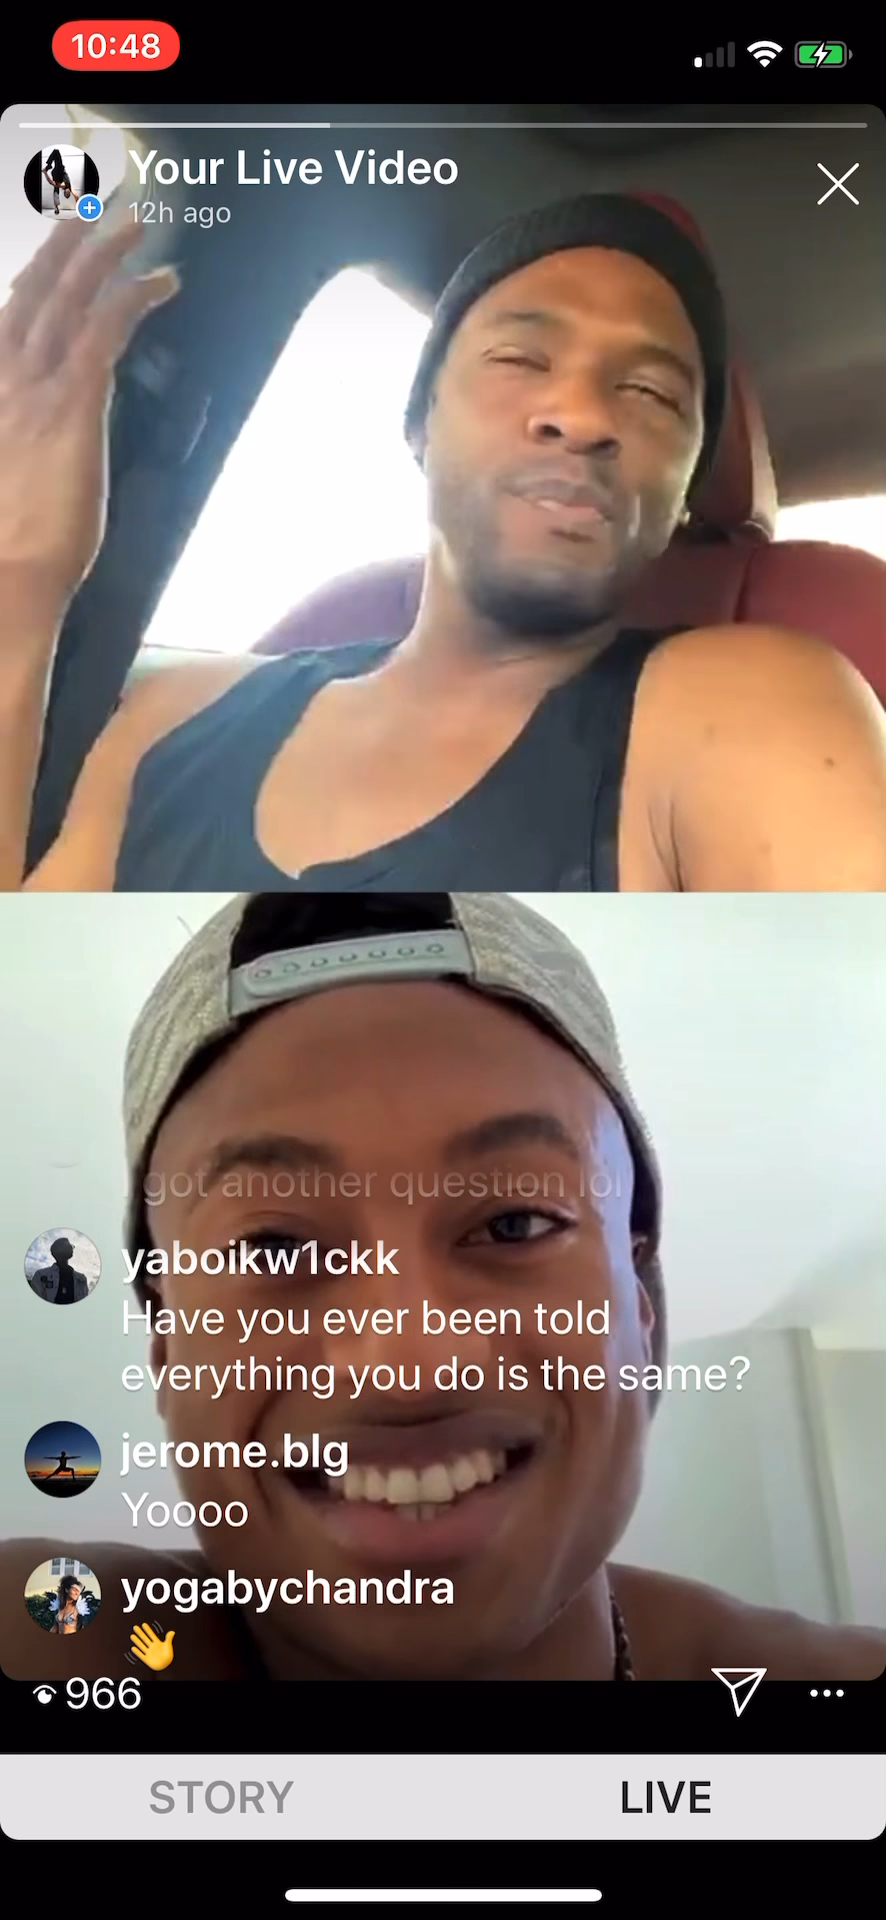 10:48
Your Live Video
12h ago
I got another question lol
yaboikw1ckk
Have you ever been told
everything you do is the same?
jerome.blg
Yoooo
yogabychandra
👋
966
STORY
LIVE